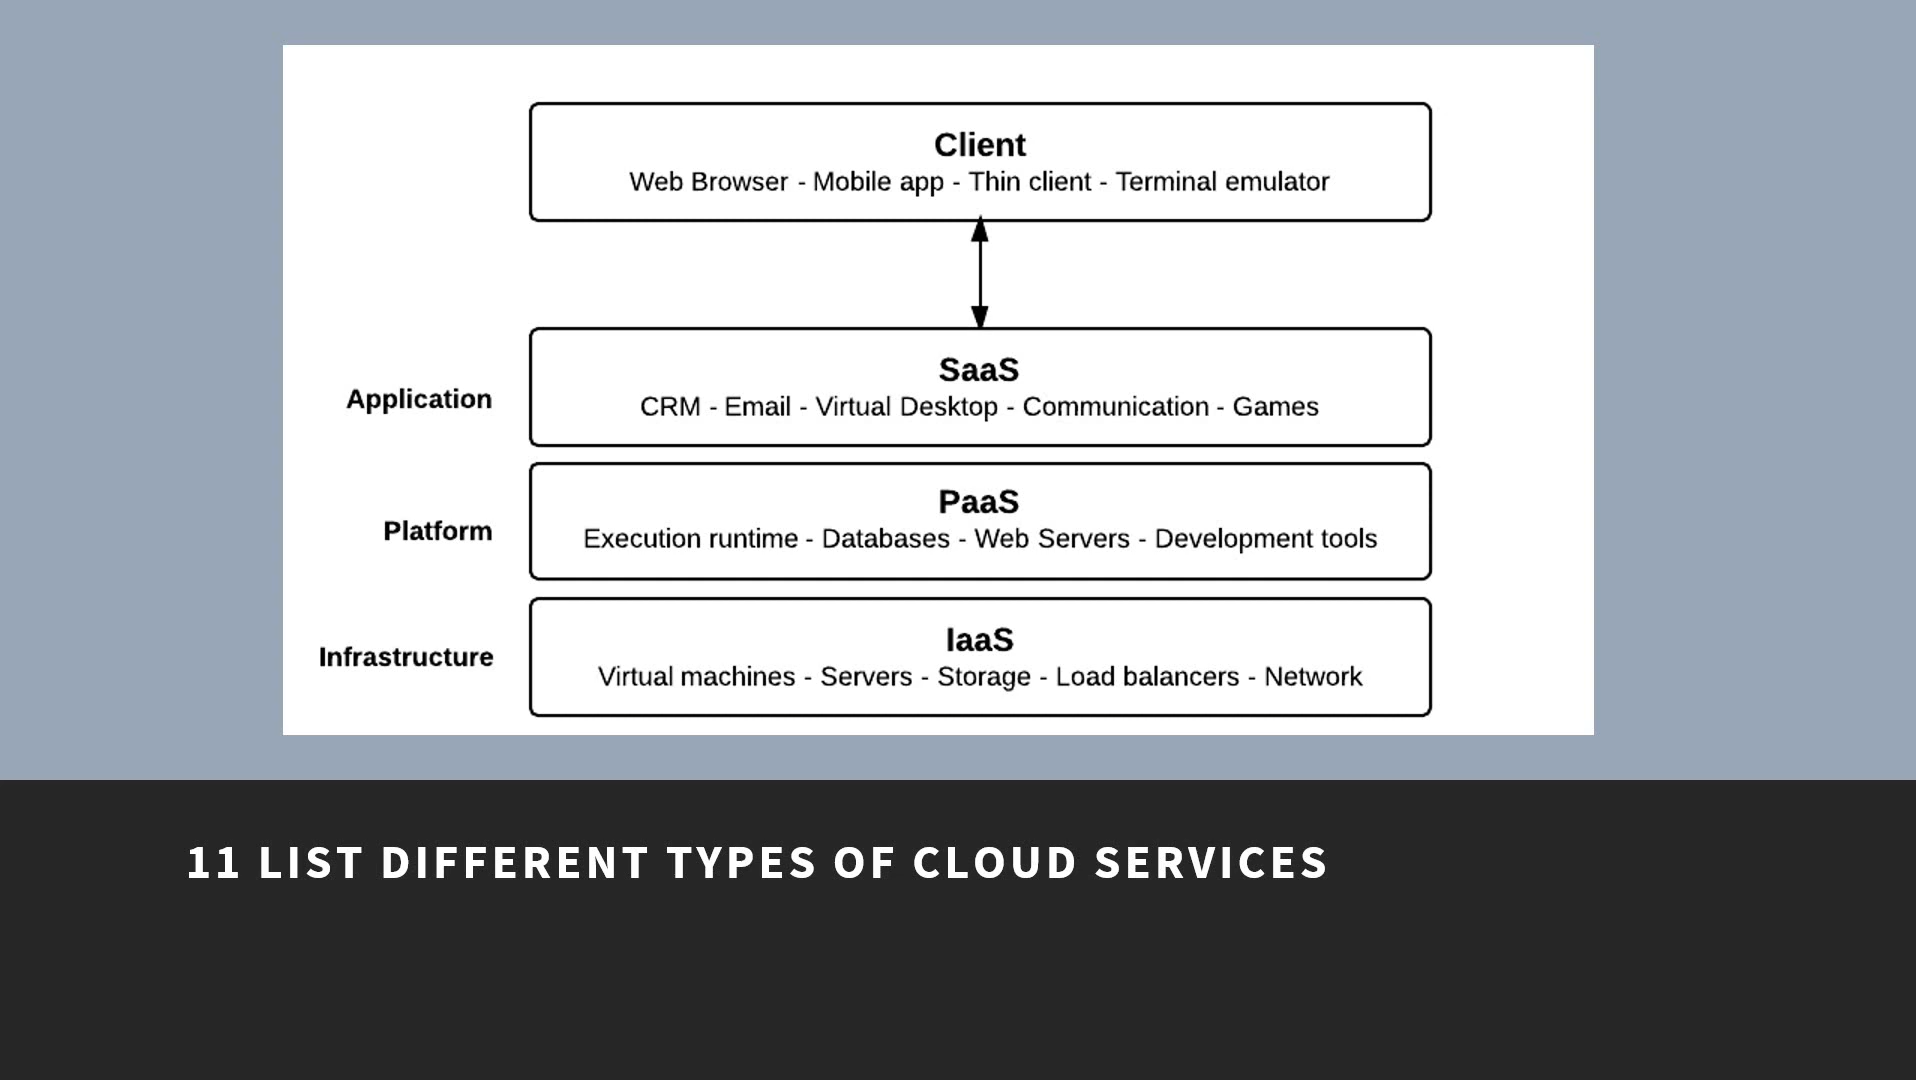 Client
Web Browser - Mobile app - Thin client - Terminal emulator
Application
SaaS
CRM - Email - Virtual Desktop - Communication - Games
Platform
PaaS
Execution runtime - Databases - Web Servers - Development tools
Infrastructure
IaaS
Virtual machines - Servers - Storage - Load balancers - Network
11 LIST DIFFERENT TYPES OF CLOUD SERVICES